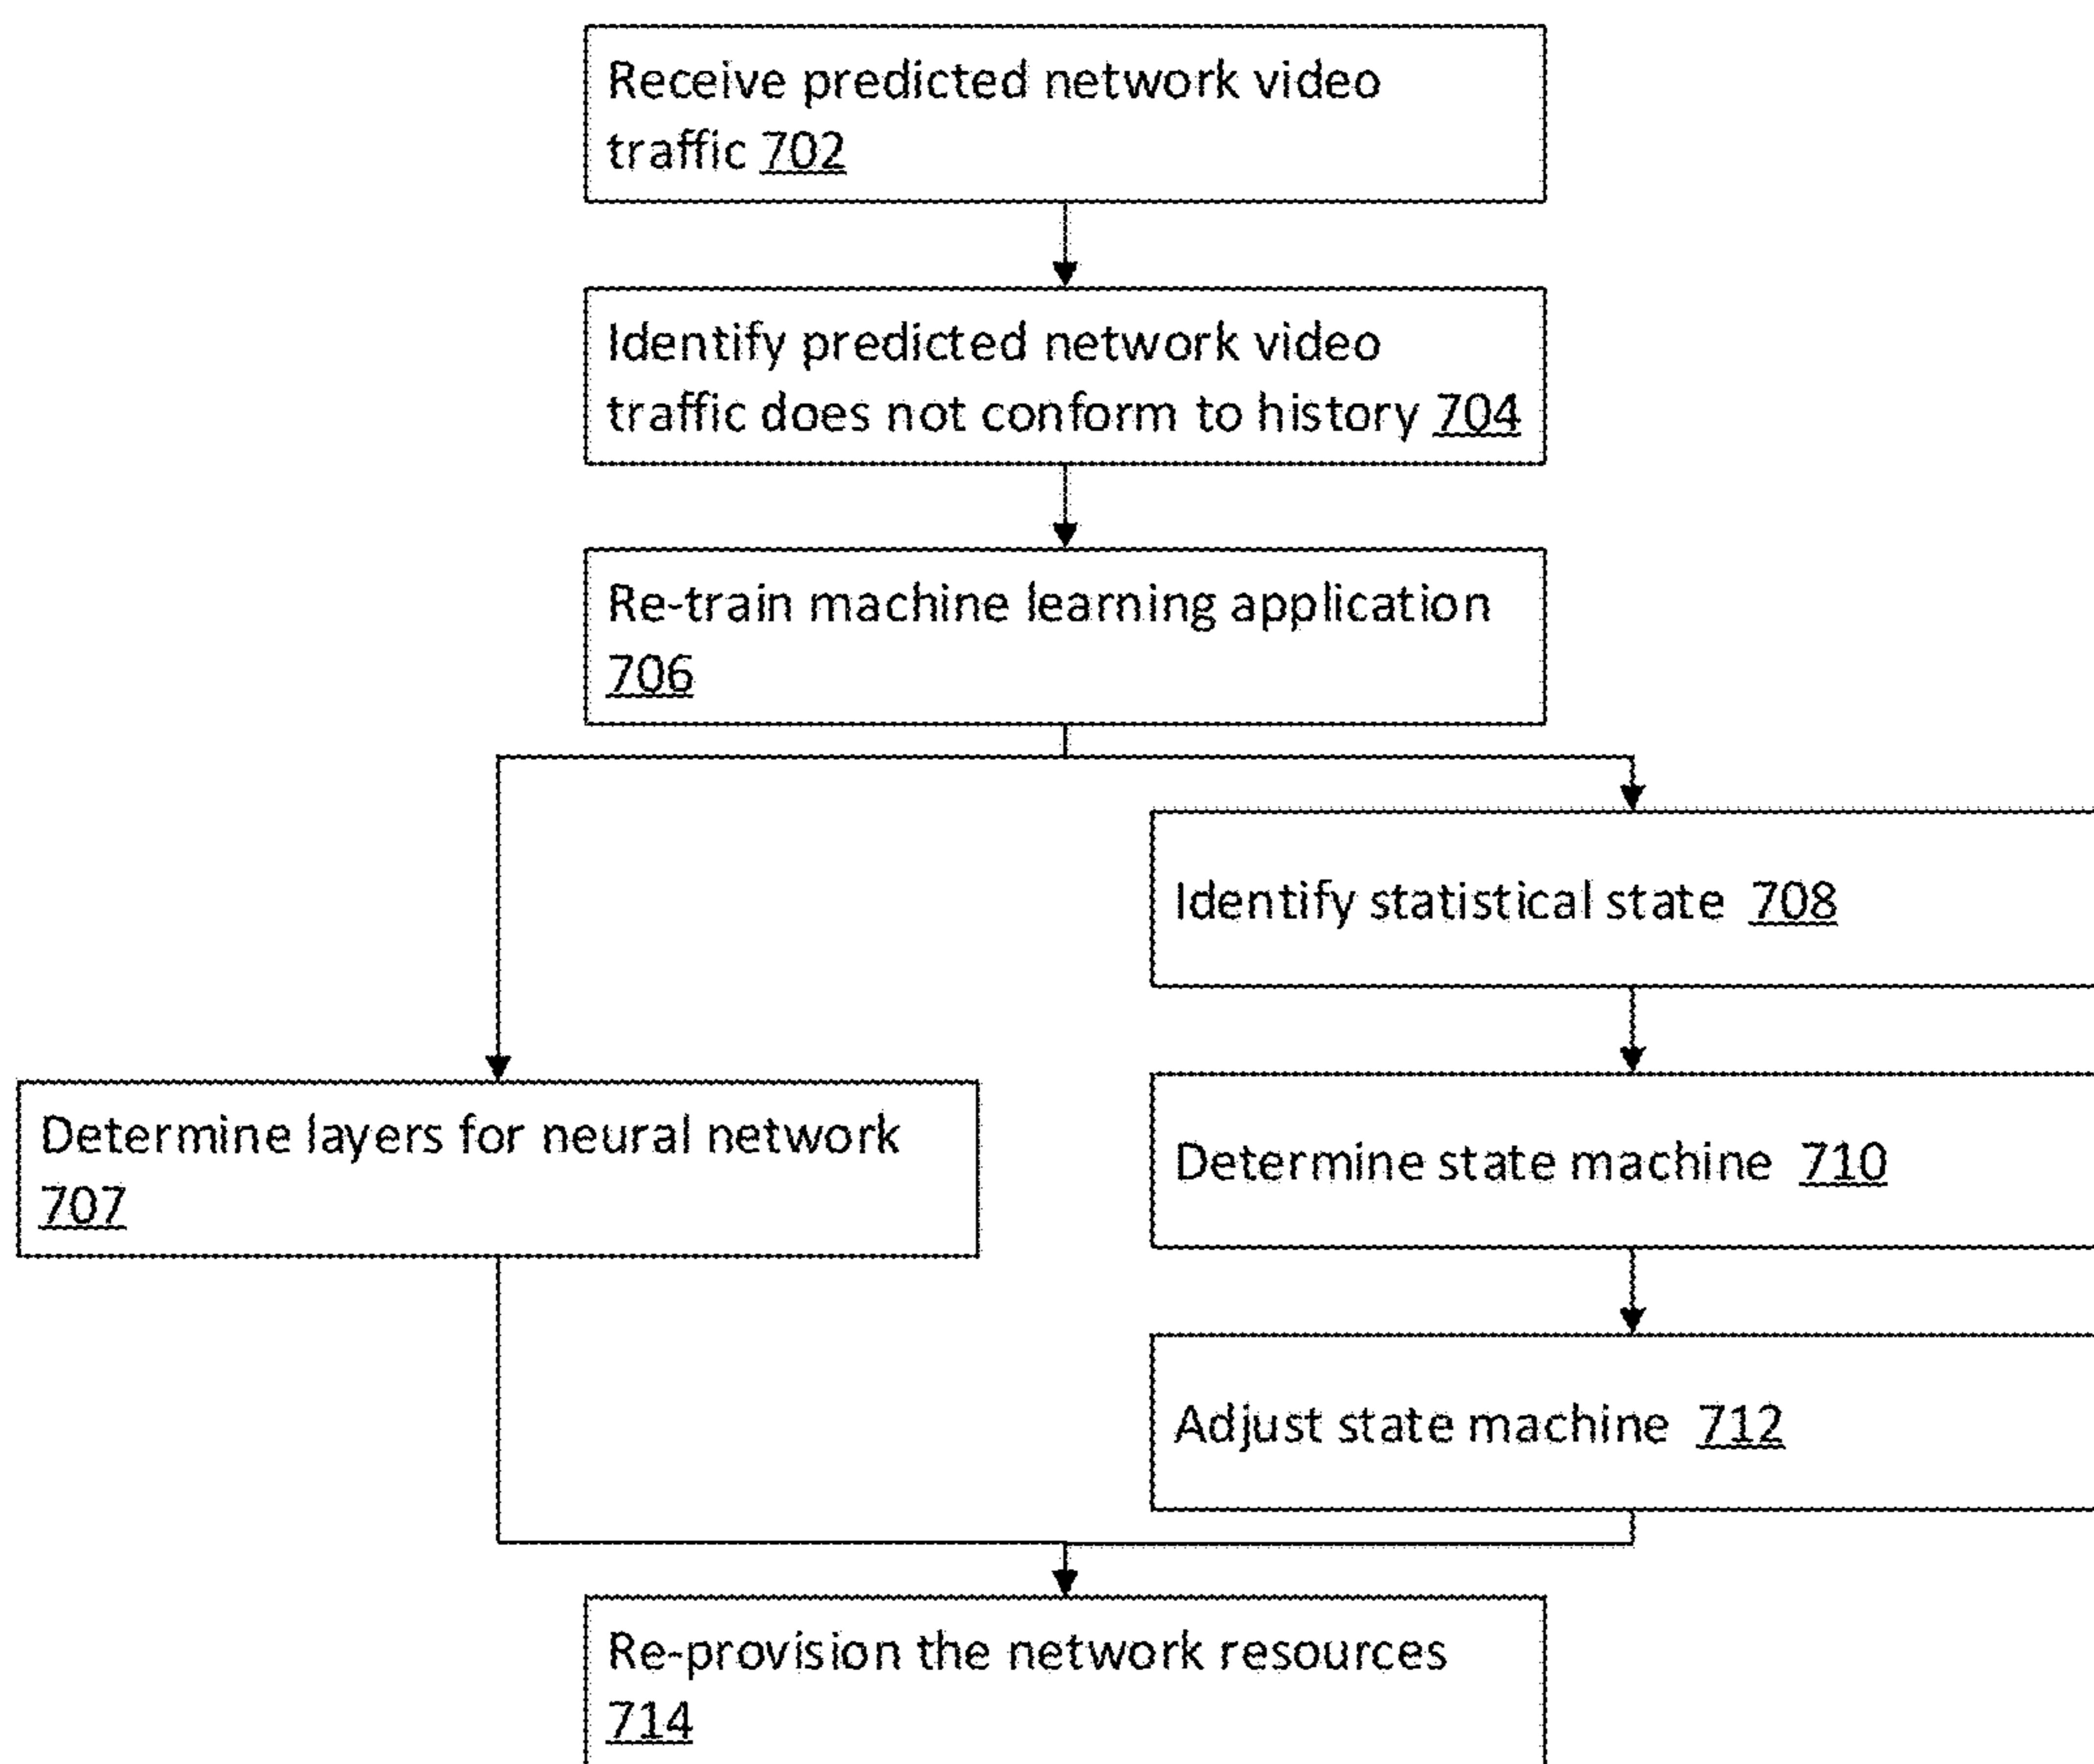 Receive predicted network video
traffic 702
Identify predicted network video
traffic does not conform to history 704
Re-train machine learning application
706
Identify statistical state 708
Determine layers for neural network
707
Determine state machine 710
Adjust state machine 712
Re-provision the network resources
714